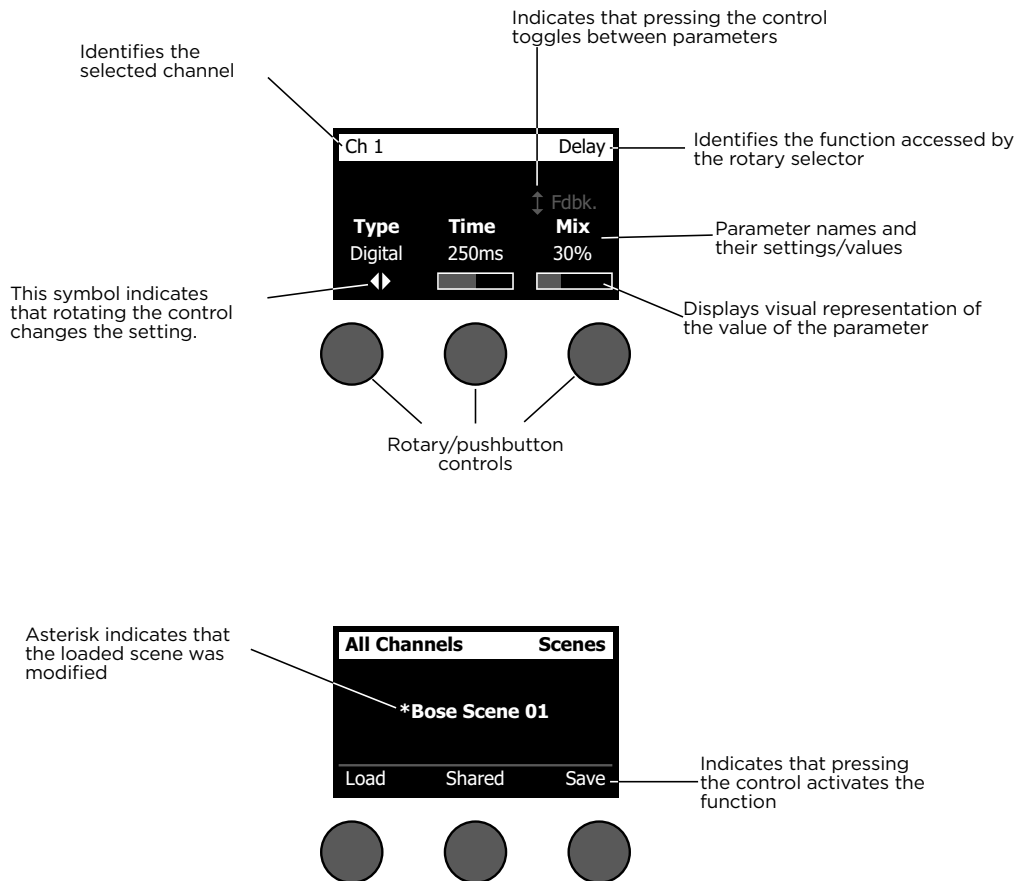 Indicates that pressing the control
toggles between parameters
Identifies the
selected channel
Ch 1 Delay
Identifies the function accessed by
the rotary selector
Fdbk.
Type Time Mix
Digital 250ms 30%
Parameter names and
their settings/values
This symbol indicates
that rotating the control
changes the setting.
Displays visual representation of
the value of the parameter
Rotary/pushbutton
controls
Asterisk indicates that
the loaded scene was
modified
All Channels Scenes
*Bose Scene 01
Load Shared Save
Indicates that pressing
the control activates the
function